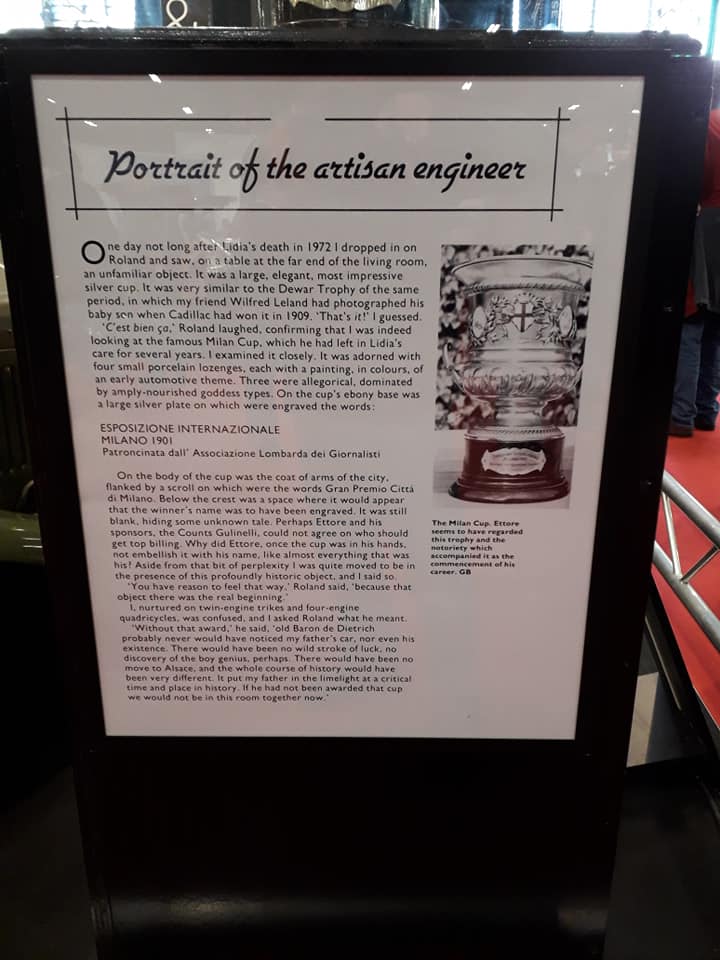 &
Portrait of the artisan engineer
One day not long after Lidia's death in 1972 I dropped in on
Roland and saw, on a table at the far end of the living room,
an unfamiliar object. It was a large, elegant, most impressive
silver cup. It was very similar to the Dewar Trophy of the same
period, in which my friend Wilfred Leland had photographed his
baby son when Cadillac had won it in 1909. 'That's it!' I guessed.
'C'est bien ça,' Roland laughed, confirming that I was indeed
looking at the famous Milan Cup, which he had left in Lidia's
care for several years. I examined it closely. It was adorned with
four small porcelain lozenges, each with a painting, in colours, of
an early automotive theme. Three were allegorical, dominated
by amply-nourished goddess types. On the cup's ebony base was
a large silver plate on which were engraved the words:
ESPOSIZIONE INTERNAZIONALE
MILANO 1901
Patroncinata dall' Associazione Lombarda dei Giornalisti
On the body of the cup was the coat of arms of the city,
flanked by a scroll on which were the words Gran Premio Cittá
di Milano. Below the crest was a space where it would appear
that the winner's name was to have been engraved. It was still
blank, hiding some unknown tale. Perhaps Ettore and his
sponsors, the Counts Gulinelli, could not agree on who should
get top billing. Why did Ettore, once the cup was in his hands,
not embellish it with his name, like almost everything that was
his? Aside from that bit of perplexity I was quite moved to be in
the presence of this profoundly historic object, and I said so.
'You have reason to feel that way,' Roland said, 'because that
object there was the real beginning.'
I, nurtured on twin-engine trikes and four-engine
quadricycles, was confused, and I asked Roland what he meant.
'Without that award,' he said, 'old Baron de Dietrich
probably never would have noticed my father's car, nor even his
existence. There would have been no wild stroke of luck, no
discovery of the boy genius, perhaps. There would have been no
move to Alsace, and the whole course of history would have
been very different. It put my father in the limelight at a critical
time and place in history. If he had not been awarded that cup
we would not be in this room together now.'
The Milan Cup. Ettore
seems to have regarded
this trophy and the
notoriety which
accompanied it as the
commencement of his
career. GB